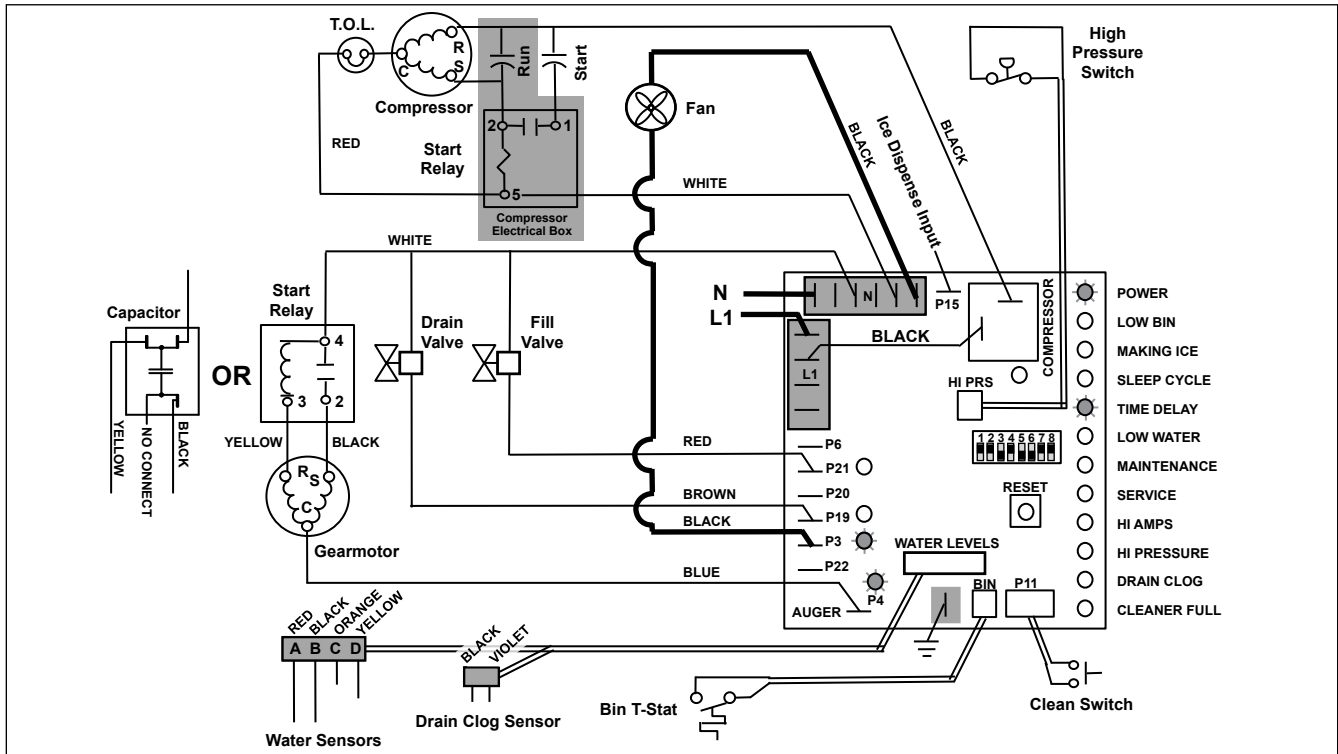 T.O.L.
R
S
C
Compressor
Run
Start
2
1
5
Start
Relay
Compressor
Electrical Box
RED
Fan
BLACK
Ice Dispense Input
BLACK
High
Pressure
Switch
WHITE
WHITE
Capacitor
YELLOW
NO CONNECT
BLACK
OR
Start
Relay
4
3
2
YELLOW
BLACK
R
S
C
Gearmotor
Drain
Valve
Fill
Valve
N
L1
N
P15
L1
BLACK
COMPRESSOR
HI PRS
POWER
LOW BIN
MAKING ICE
SLEEP CYCLE
TIME DELAY
LOW WATER
MAINTENANCE
SERVICE
HI AMPS
HI PRESSURE
DRAIN CLOG
CLEANER FULL
1 2 3 4 5 6 7 8
RESET
RED
BROWN
BLACK
BLUE
P6
P21
P20
P19
P3
P22
P4
AUGER
WATER LEVELS
BIN
P11
RED
BLACK
ORANGE
YELLOW
A B C D
Water Sensors
BLACK
VIOLET
Drain Clog Sensor
Bin T-Stat
Clean Switch